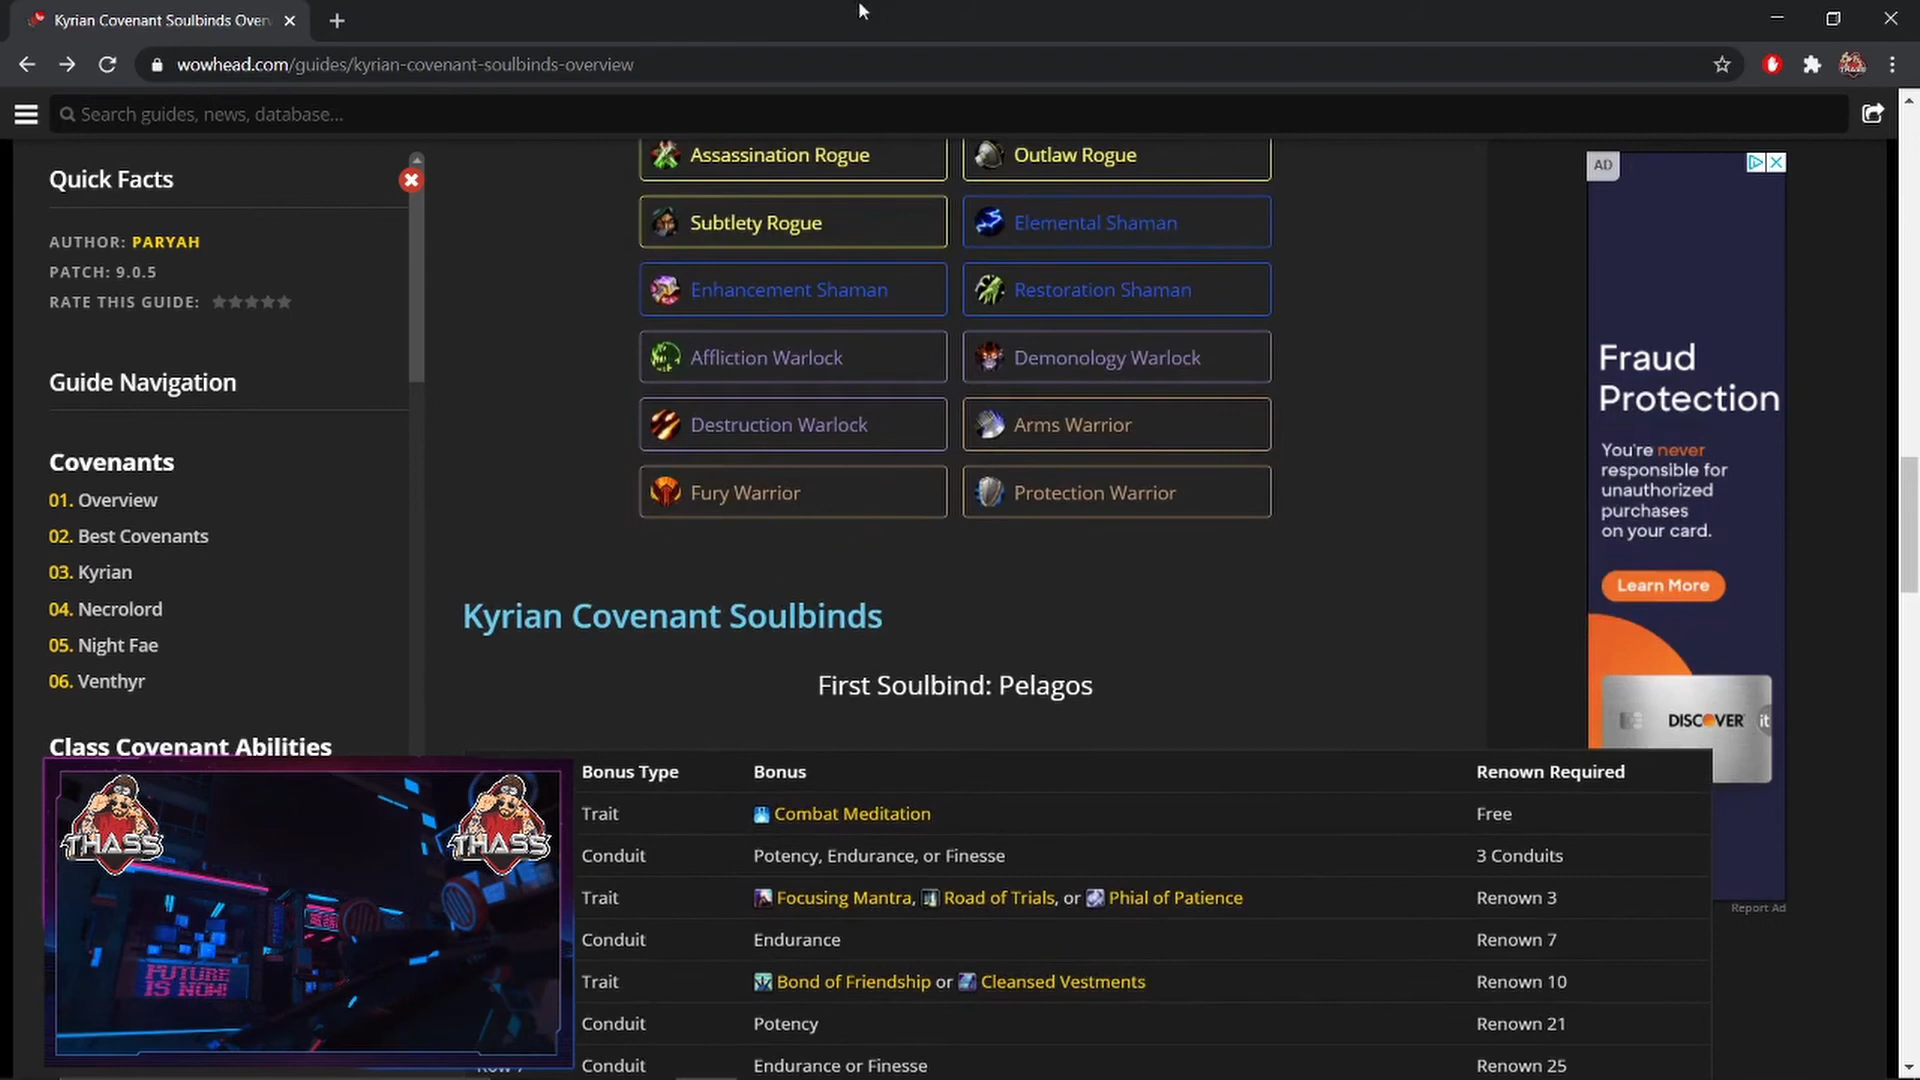 Kyrian Covenant Soulbinds Over
wowhead.com/guides/kyrian-covenant-soulbinds-overview
Search guides, news, database...
Quick Facts
AUTHOR: PARYAH
PATCH: 9.0.5
RATE THIS GUIDE:
Guide Navigation
Covenants
01. Overview
02. Best Covenants
03. Kyrian
04. Necrolord
05. Night Fae
06. Venthyr
Class Covenant Abilities
Assassination Rogue
Outlaw Rogue
Subtlety Rogue
Elemental Shaman
Enhancement Shaman
Restoration Shaman
Affliction Warlock
Demonology Warlock
Destruction Warlock
Arms Warrior
Fury Warrior
Protection Warrior
Kyrian Covenant Soulbinds
First Soulbind: Pelagos
Bonus Type Bonus Renown Required
Trait Combat Meditation Free
Conduit Potency, Endurance, or Finesse 3 Conduits
Trait Focusing Mantra, Road of Trials, or Phial of Patience Renown 3
Conduit Endurance Renown 7
Trait Bond of Friendship or Cleansed Vestments Renown 10
Conduit Potency Renown 21
Conduit Endurance or Finesse Renown 25
AD
Fraud
Protection
You're never
responsible for
unauthorized
purchases
on your card.
Learn More
DISCOVER it
Report Ad
THASS
THASS
FUTURE
IS NOW!